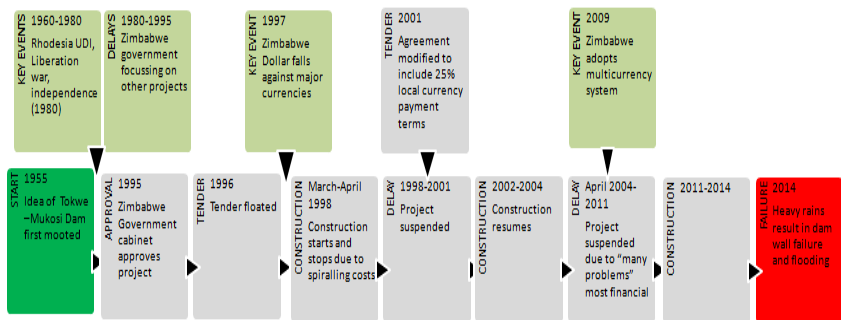 KEY EVENTS
1960-1980
Rhodesia UDI,
Liberation
war,
independence
(1980)
DELAYS
1980-1995
Zimbabwe
government
focussing on
other projects
KEY EVENT
1997
Zimbabwe
Dollar falls
against major
currencies
TENDER
2001
Agreement
modified to
include 25%
local currency
payment
terms
KEY EVENT
2009
Zimbabwe
adopts
multicurrency
system
START
1955
Idea of Tokwe
–Mukosi Dam
first mooted
APPROVAL
1995
Zimbabwe
Government
cabinet
approves
project
TENDER
1996
Tender floated
CONSTRUCTION
March-April
1998
Construction
starts and
stops due to
spiralling costs
DELAY
1998-2001
Project
suspended
CONSTRUCTION
2002-2004
Construction
resumes
DELAY
April 2004-
2011
Project
suspended
due to “many
problems”
most financial
CONSTRUCTION
2011-2014
FAILURE
2014
Heavy rains
result in dam
wall failure
and flooding